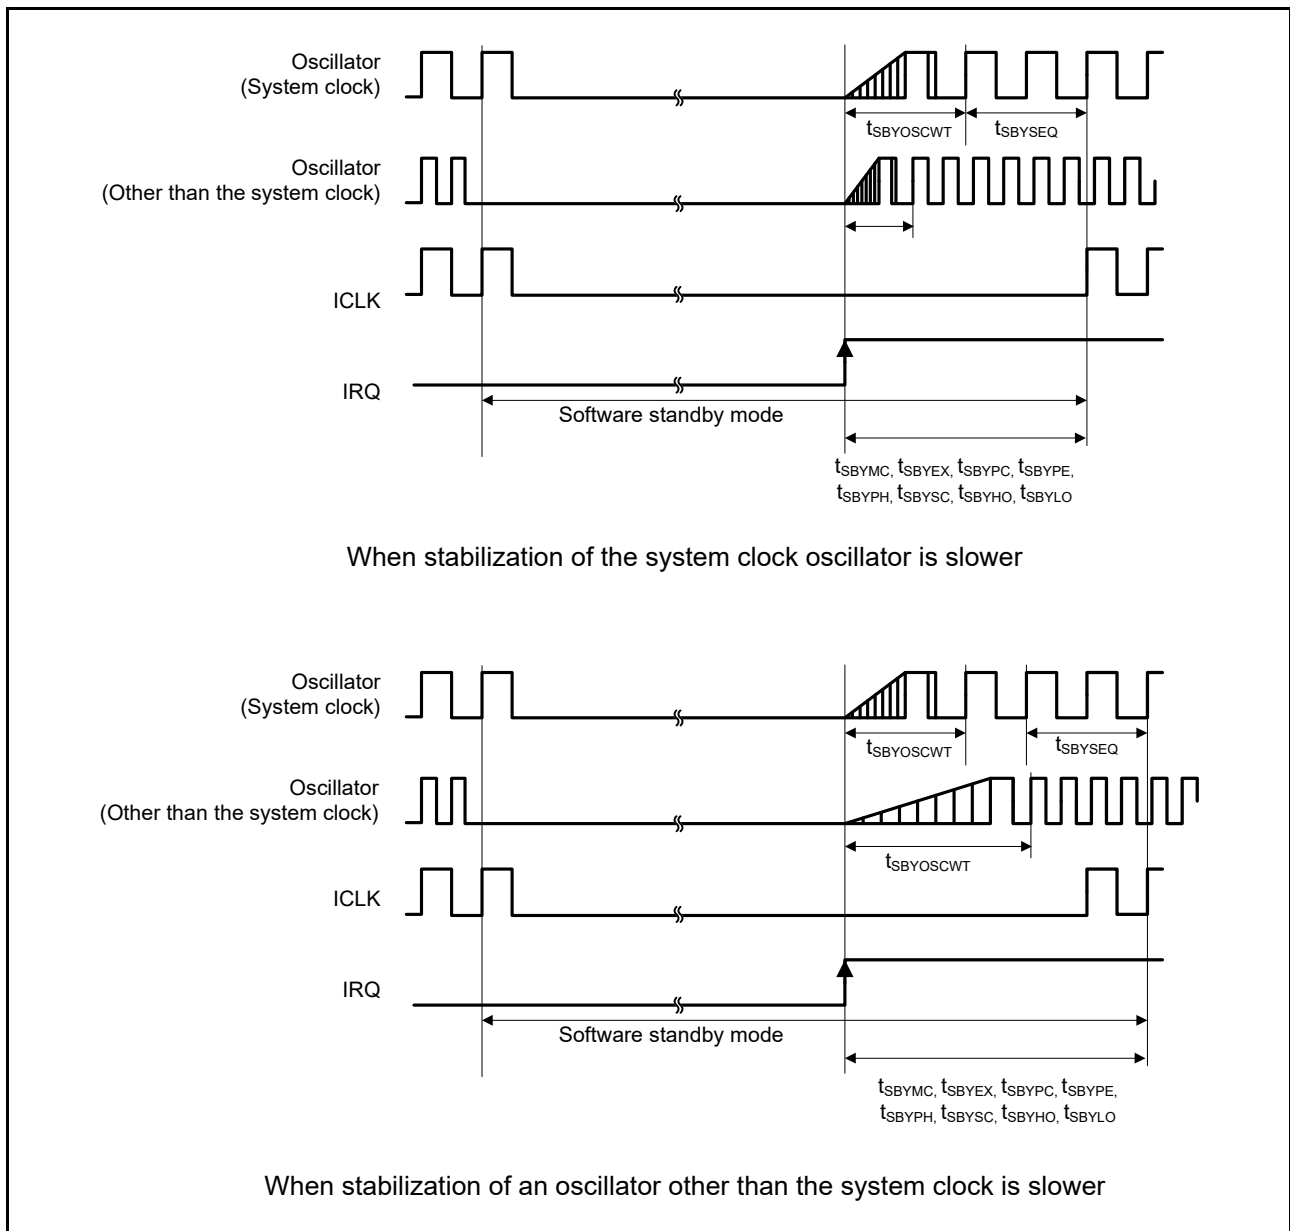 Oscillator
(System clock)
tSBYOSCWT
tSBYSEQ
Oscillator
(Other than the system clock)
ICLK
IRQ
Software standby mode
tSBYMC, tSBYEX, tSBYPC, tSBYPE,
tSBYPH, tSBYSC, tSBYHO, tSBYLO
When stabilization of the system clock oscillator is slower
Oscillator
(System clock)
tSBYOSCWT
tSBYSEQ
Oscillator
(Other than the system clock)
tSBYOSCWT
ICLK
IRQ
Software standby mode
tSBYMC, tSBYEX, tSBYPC, tSBYPE,
tSBYPH, tSBYSC, tSBYHO, tSBYLO
When stabilization of an oscillator other than the system clock is slower